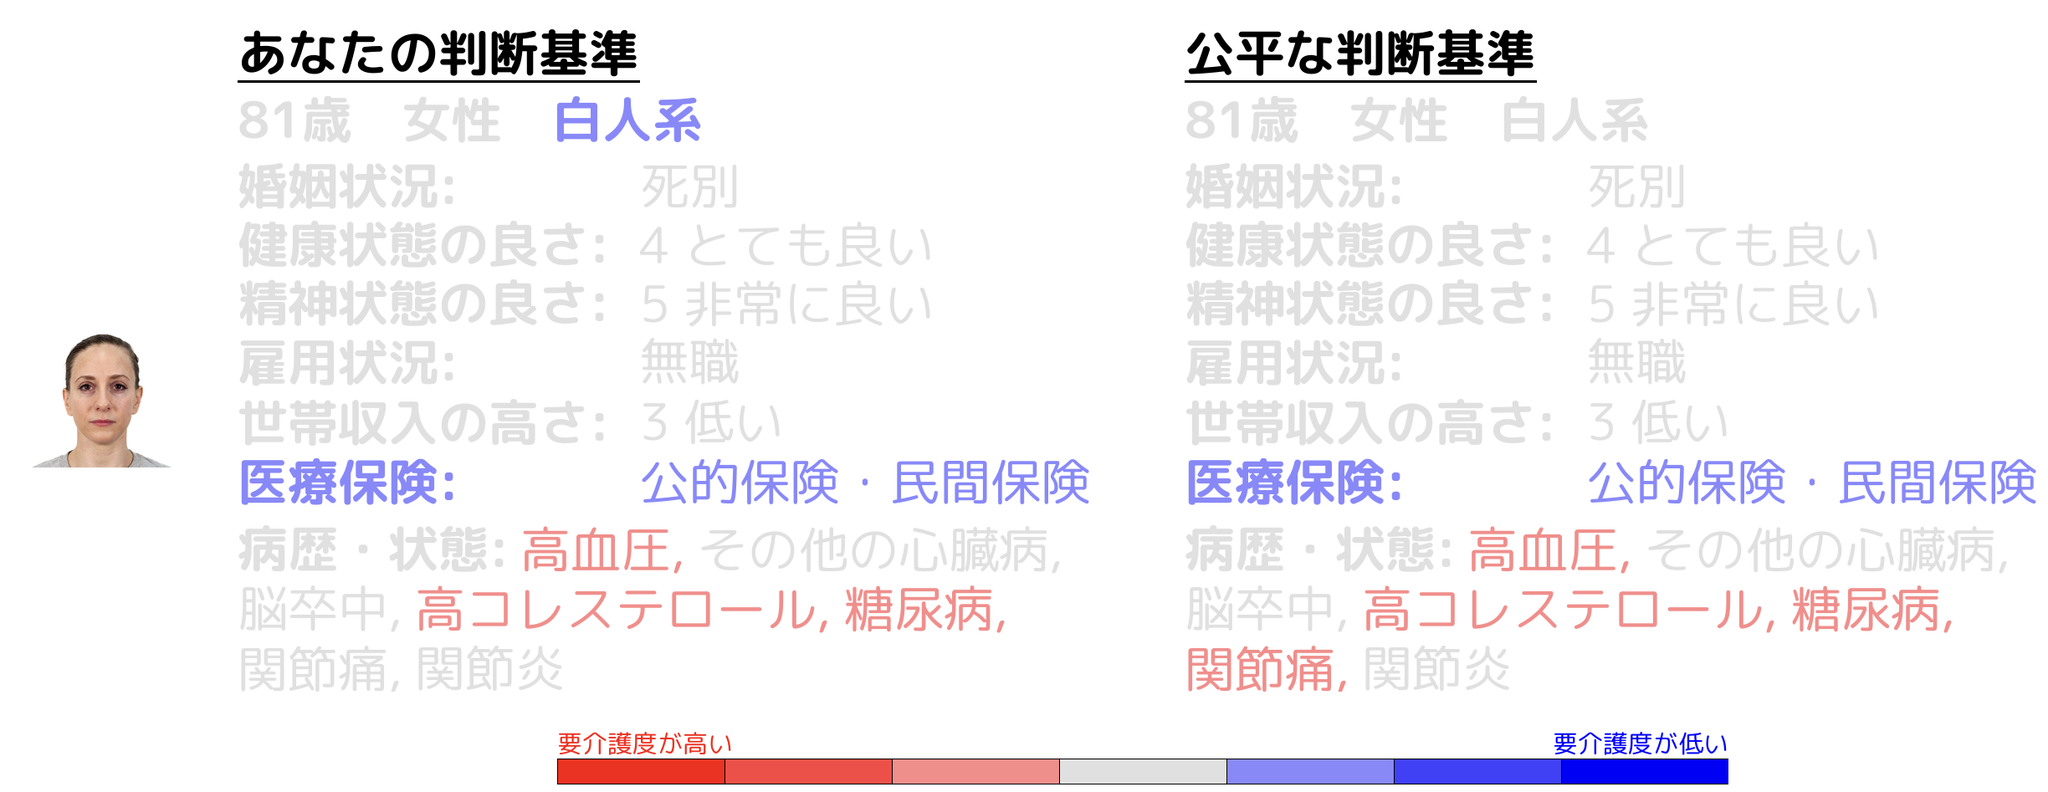 あなたの判断基準
81歳 女性 白人系
婚姻状況: 死別
健康状態の良さ: 4 とても良い
精神状態の良さ: 5 非常に良い
雇用状況: 無職
世帯収入の高さ: 3 低い
医療保険: 公的保険・民間保険
病歴・状態: 高血圧, その他の心臓病,
脳卒中, 高コレステロール, 糖尿病,
関節痛, 関節炎
公平な判断基準
81歳 女性 白人系
婚姻状況: 死別
健康状態の良さ: 4 とても良い
精神状態の良さ: 5 非常に良い
雇用状況: 無職
世帯収入の高さ: 3 低い
医療保険: 公的保険・民間保険
病歴・状態: 高血圧, その他の心臓病,
脳卒中, 高コレステロール, 糖尿病,
関節痛, 関節炎
要介護度が高い
要介護度が低い